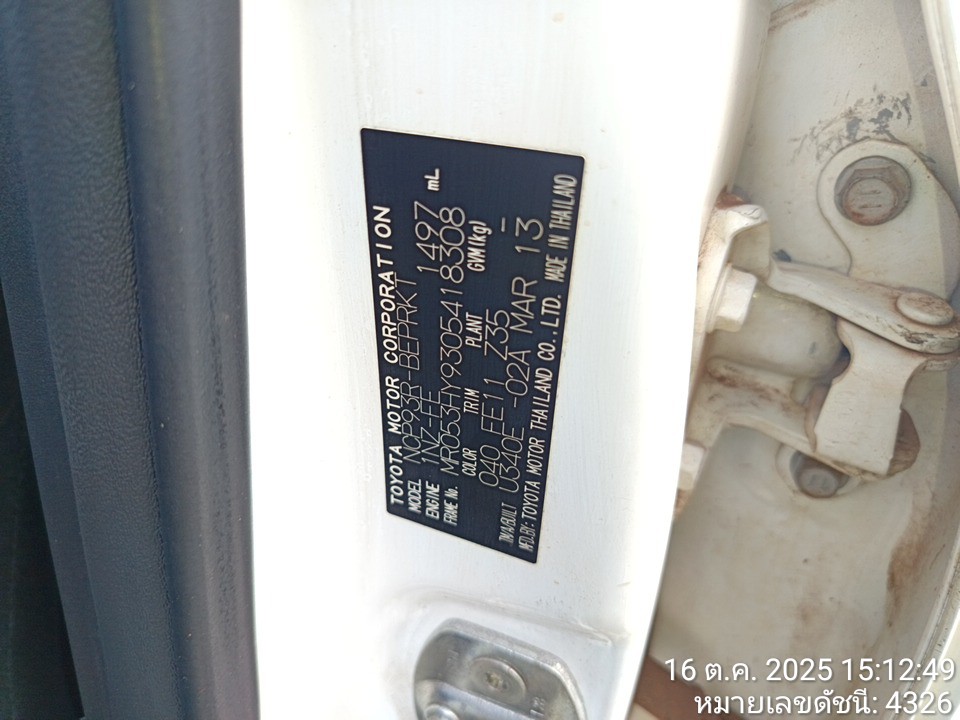 TOYOTA MOTOR CORPORATION
MODEL NCP93R-BEPRKT
ENGINE 1NZ-FE 1497 mL
FRAME No. MR053HY9305418308
COLOR TRIM PLANT GVM(kg)
040 EE11 Z35 -
TM/A/BUILT U340E -02A MAR 13
MFD.BY: TOYOTA MOTOR THAILAND CO., LTD. MADE IN THAILAND
16 ต.ค. 2025 15:12:49
หมายเลขดัชนี: 4326